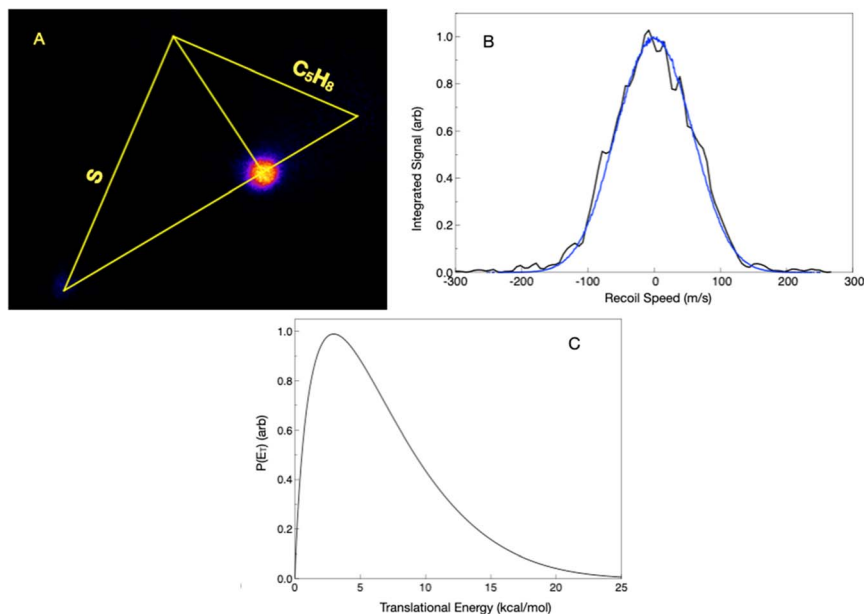 A
S
C₅H₈
B
Integrated Signal (arb)
1.0
0.8
0.6
0.4
0.2
0.0
-300
-200
-100
0
100
200
300
Recoil Speed (m/s)
C
P(E_T) (arb)
1.0
0.8
0.6
0.4
0.2
0.0
0
5
10
15
20
25
Translational Energy (kcal/mol)